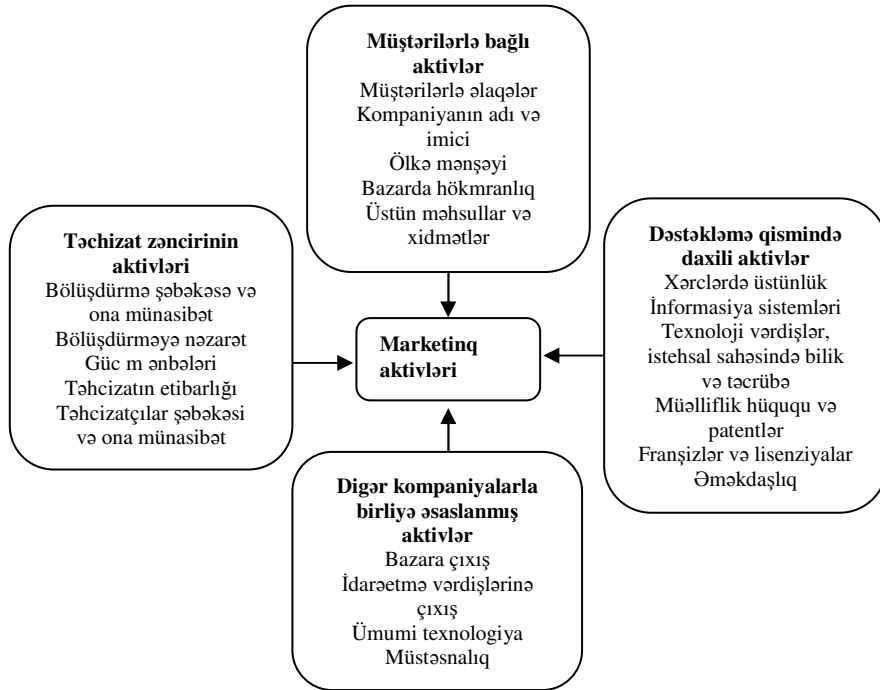 Müştərilərlə bağlı
aktivlər
Müştərilərlə əlaqələr
Kompaniyanın adı və
imici
Ölkə mənşəyi
Bazarda hökmranlıq
Üstün məhsullar və
xidmətlər
Təchizat zəncirinin
aktivləri
Bölüşdürmə şəbəkəsə və
ona münasibət
Bölüşdürməyə nəzarət
Güc m ənbələri
Təhcizatın etibarlığı
Təhcizatçılar şəbəkəsi
və ona münasibət
Marketinq
aktivləri
Dəstəkləmə qismində
daxili aktivlər
Xərclərdə üstünlük
İnformasiya sistemləri
Texnoloji vərdişlər,
istehsal sahəsində bilik
və təcrübə
Müəlliflik hüququ və
patentlər
Franşizlər və lisenziyalar
Əməkdaşlıq
Digər kompaniyalarla
birliyə əsaslanmış
aktivlər
Bazara çıxış
İdarəetmə vərdişlərinə
çıxış
Ümumi texnologiya
Müstəsnalıq